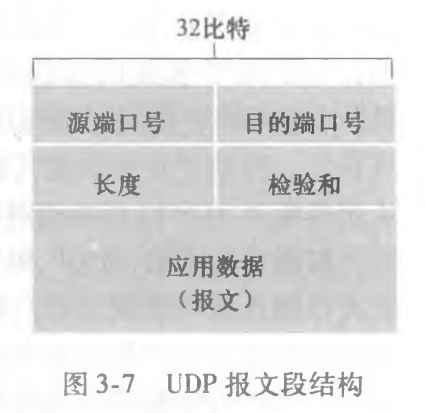 32比特
源端口号 目的端口号
长度 检验和
应用数据
（报文）
图 3-7 UDP 报文段结构